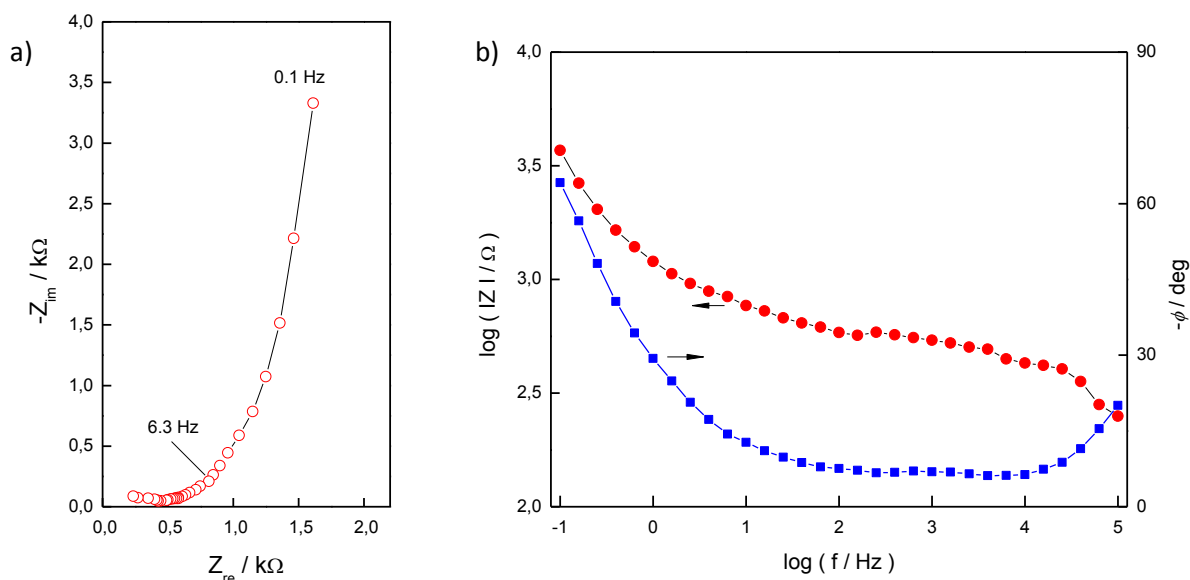 a)
4,0
3,5
3,0
2,5
2,0
1,5
1,0
0,5
0,0
-Z_im / kΩ
0.1 Hz
6.3 Hz
0,0 0,5 1,0 1,5 2,0
Z_re / kΩ
b)
4,0
3,5
3,0
2,5
2,0
log ( IZ I / Ω )
90
60
30
0
-ϕ / deg
-1 0 1 2 3 4 5
log ( f / Hz )